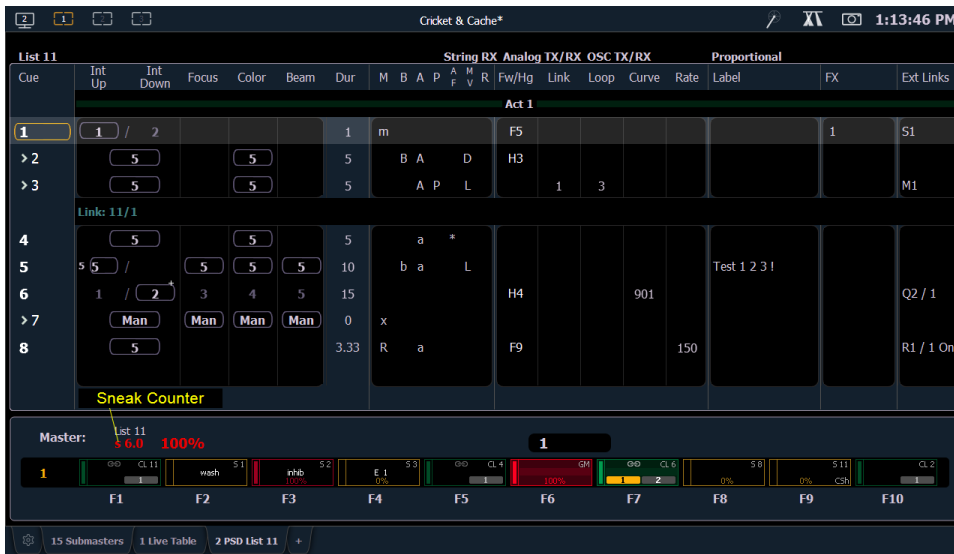 2 1 2 3 Cricket & Cache* 1:13:46 PM
List 11 String RX Analog TX/RX OSC TX/RX Proportional
Cue Int Up Int Down Focus Color Beam Dur M B A P AF MV R Fw/Hg Link Loop Curve Rate Label FX Ext Links
Act 1
1 1 / 2 1 m F5 1 S1
> 2 5 5 5 B A D H3
> 3 5 5 5 A P L 1 3 M1
Link: 11/1
4 5 5 5 a *
5 5 5 / 5 5 5 10 b a L Test 1 2 3 !
6 1 / 2 + 3 4 5 15 H4 901 Q2 / 1
> 7 Man Man Man Man 0 x
8 5 3.33 R a F9 150 R1 / 1 On
Sneak Counter
Master: List 11
s 6.0 100% 1
CL 11 S 1 S 2 S 3 CL 4 GM CL 6 S 8 S 11 CL 2
1 1 wash inhib 100% E 1 0% 1 100% 1 2 0% 0% CSh 1
F1 F2 F3 F4 F5 F6 F7 F8 F9 F10
15 Submasters 1 Live Table 2 PSD List 11 +